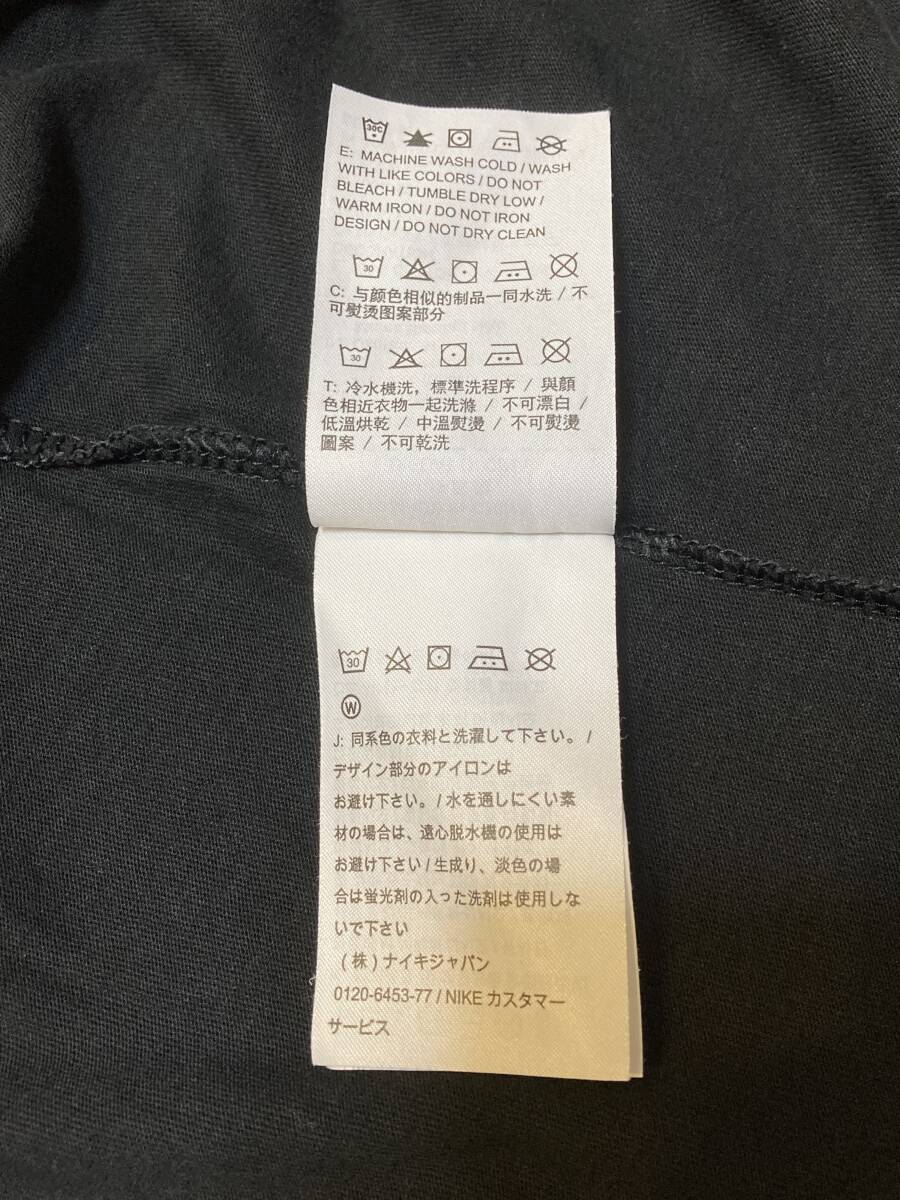 30C
E: MACHINE WASH COLD / WASH
WITH LIKE COLORS / DO NOT
BLEACH / TUMBLE DRY LOW /
WARM IRON / DO NOT IRON
DESIGN / DO NOT DRY CLEAN
30
C: 与颜色相似的制品一同水洗 / 不
可熨烫图案部分
30
T: 冷水機洗，標準洗程序 / 與顏
色相近衣物一起洗滌 / 不可漂白 /
低溫烘乾 / 中溫熨燙 / 不可熨燙
圖案 / 不可乾洗
30
W
J: 同系色の衣料と洗濯して下さい。/
デザイン部分のアイロンは
お避け下さい。/ 水を通しにくい素
材の場合は、遠心脱水機の使用は
お避け下さい / 生成り、淡色の場
合は蛍光剤の入った洗剤は使用しな
いで下さい
(株) ナイキジャパン
0120-6453-77 / NIKE カスタマー
サービス